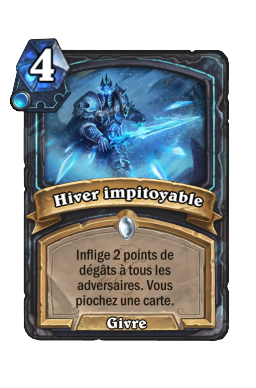 4
Hiver impitoyable
Inflige 2 points de
dégâts à tous les
adversaires. Vous
piochez une carte.
Givre